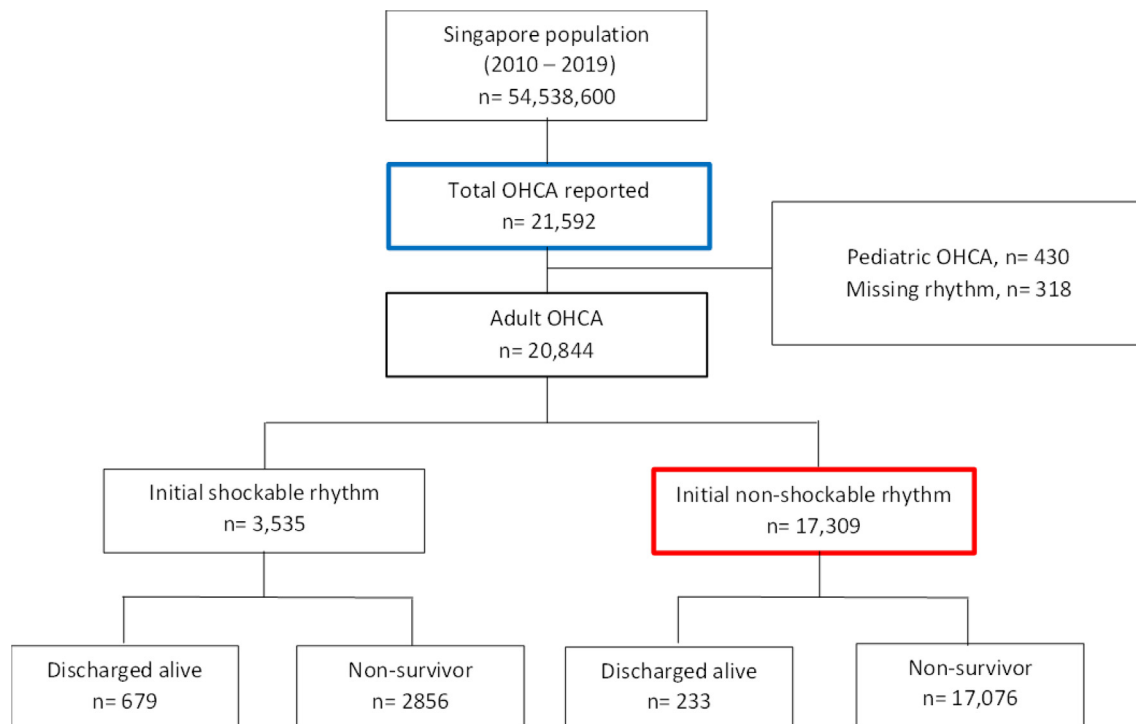 Singapore population
(2010 – 2019)
n= 54,538,600
Total OHCA reported
n= 21,592
Pediatric OHCA, n= 430
Missing rhythm, n= 318
Adult OHCA
n= 20,844
Initial shockable rhythm
n= 3,535
Initial non-shockable rhythm
n= 17,309
Discharged alive
n= 679
Non-survivor
n= 2856
Discharged alive
n= 233
Non-survivor
n= 17,076